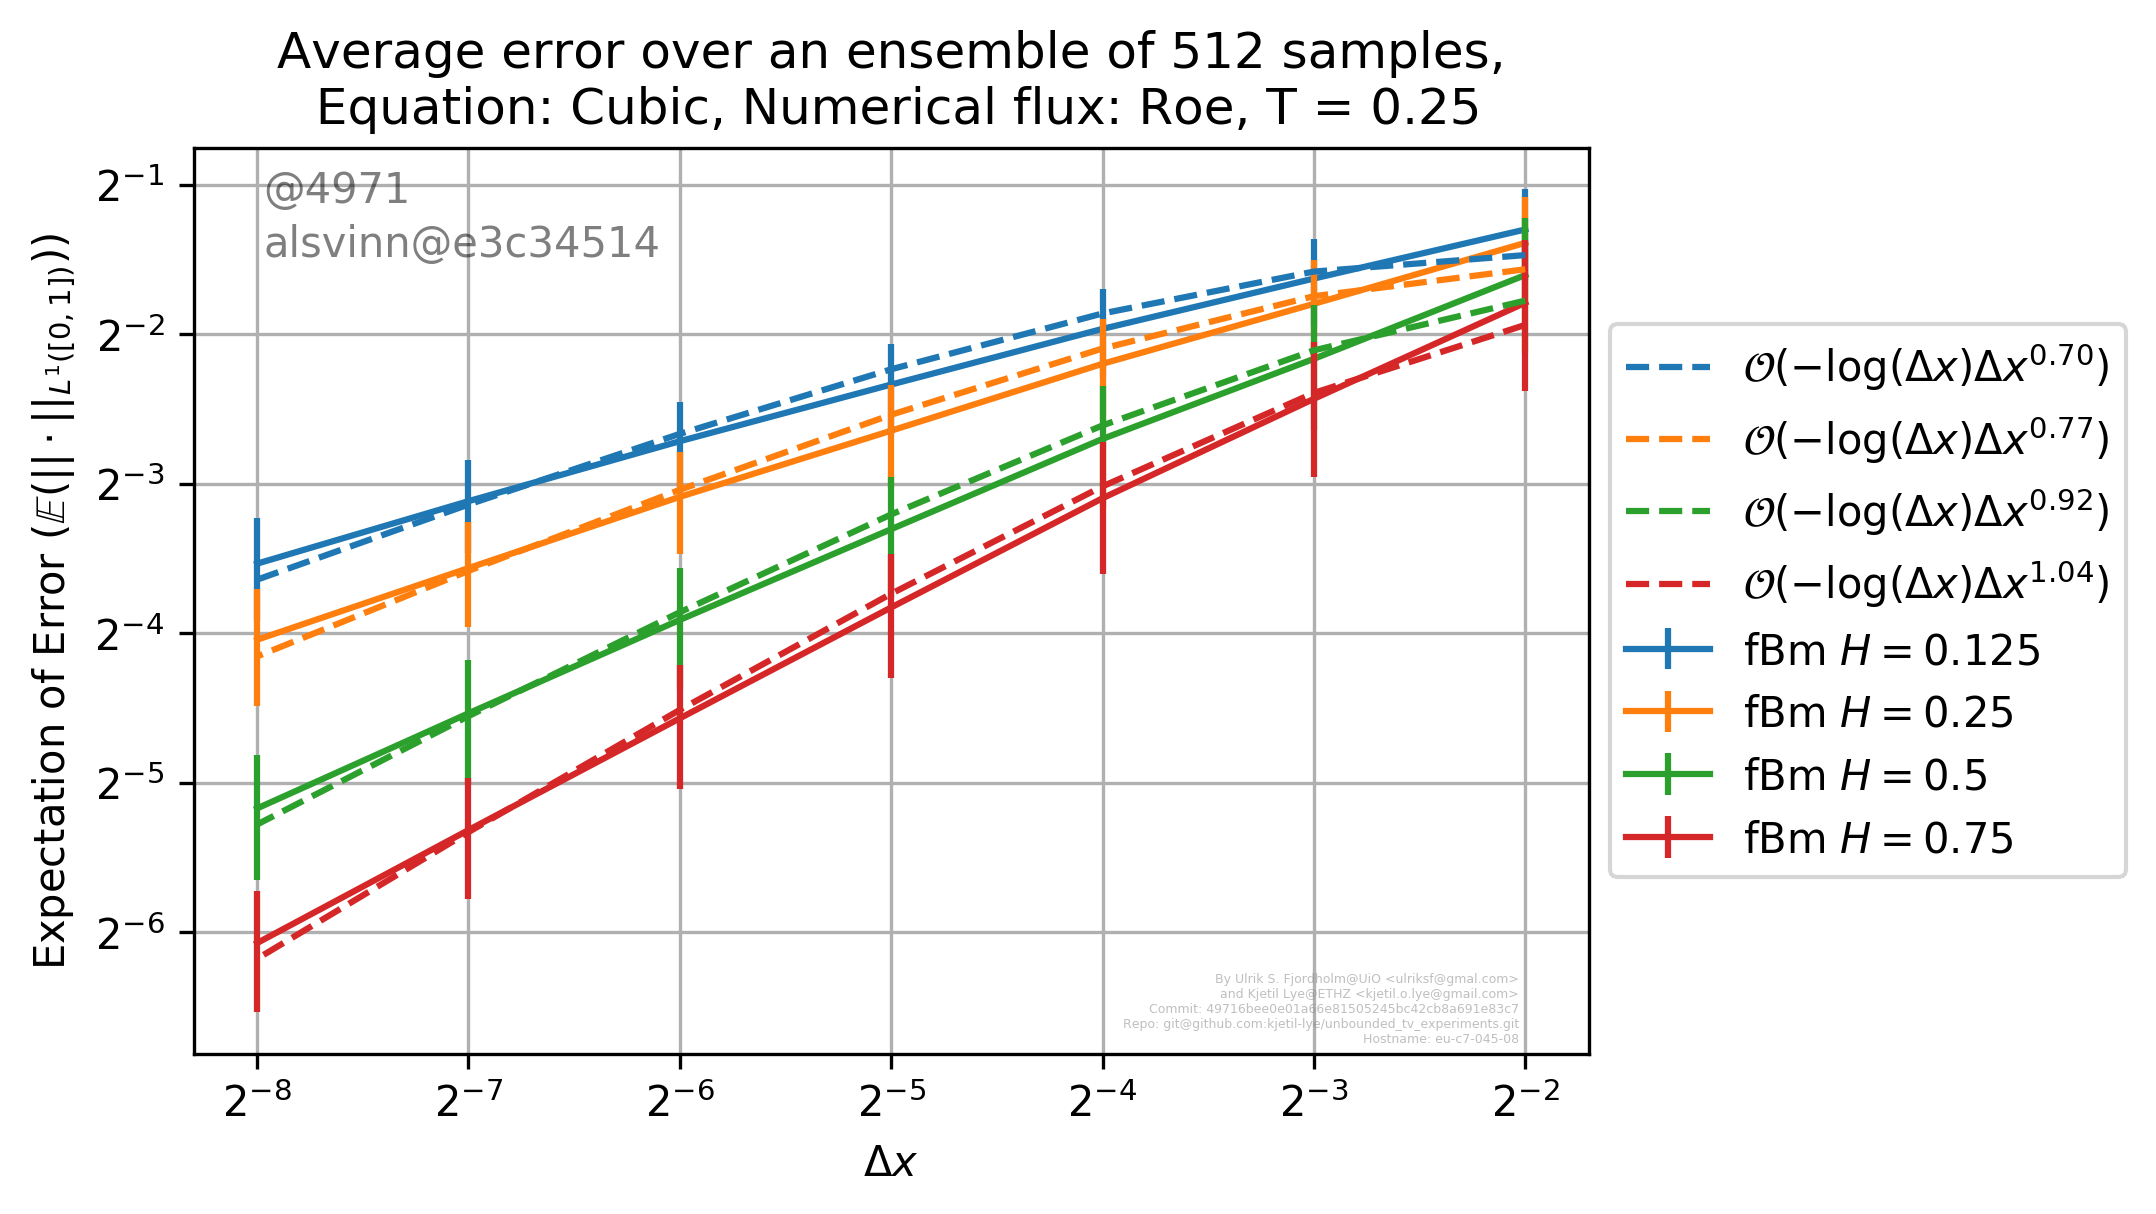 Average error over an ensemble of 512 samples,
Equation: Cubic, Numerical flux: Roe, T = 0.25
@4971
alsvinn@e3c34514
Expectation of Error (𝔼(||·||_{L¹([0,1])}))
2⁻¹
2⁻²
2⁻³
2⁻⁴
2⁻⁵
2⁻⁶
2⁻⁸ 2⁻⁷ 2⁻⁶ 2⁻⁵ 2⁻⁴ 2⁻³ 2⁻²
Δx
𝒪(−log(Δx)Δx^{0.70})
𝒪(−log(Δx)Δx^{0.77})
𝒪(−log(Δx)Δx^{0.92})
𝒪(−log(Δx)Δx^{1.04})
fBm H = 0.125
fBm H = 0.25
fBm H = 0.5
fBm H = 0.75
By Ulrik S. Fjordholm@UiO <ulriksf@gmal.com>
and Kjetil Lye@ETHZ <kjetil.o.lye@gmail.com>
Commit: 49716bee0e01a66e81505245bc42cb8a691e83c7
Repo: git@github.com:kjetil-lye/unbounded_tv_experiments.git
Hostname: eu-c7-045-08